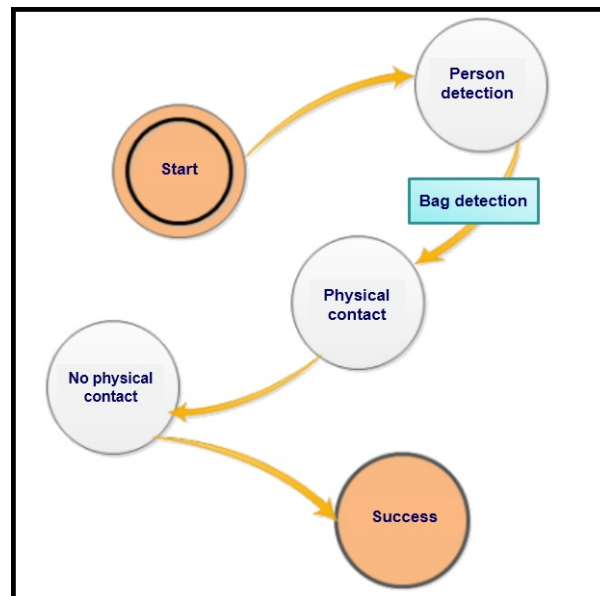 Person
detection
Start
Bag detection
Physical
contact
No physical
contact
Success